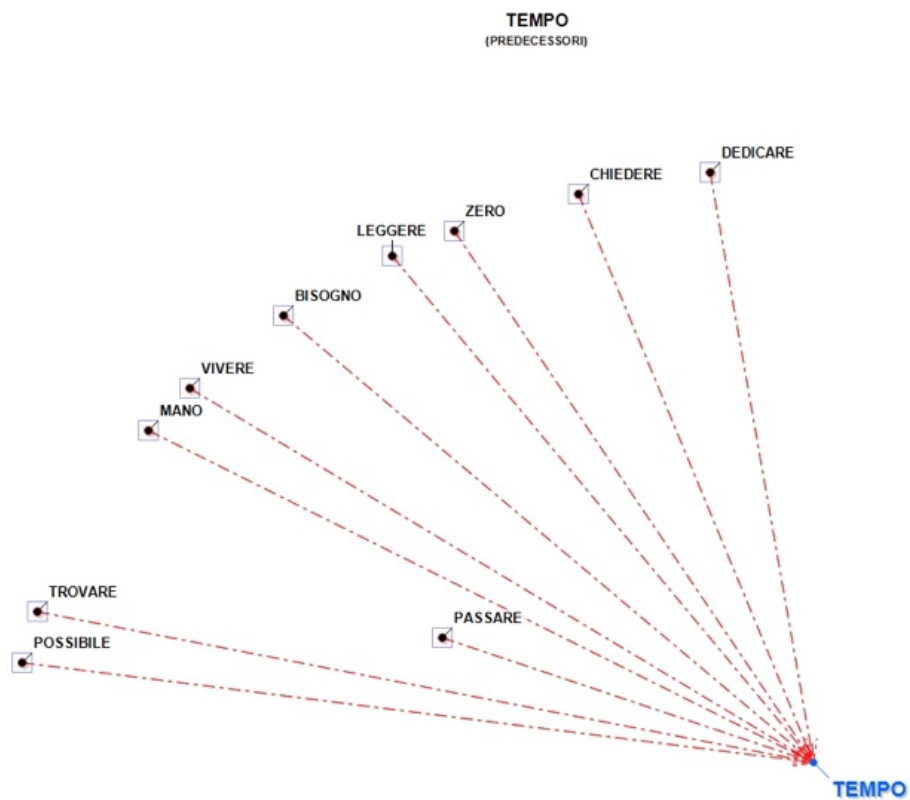 TEMPO
(PREDECESSORI)
DEDICARE
CHIEDERE
ZERO
LEGGERE
BISOGNO
VIVERE
MANO
TROVARE
PASSARE
POSSIBILE
TEMPO